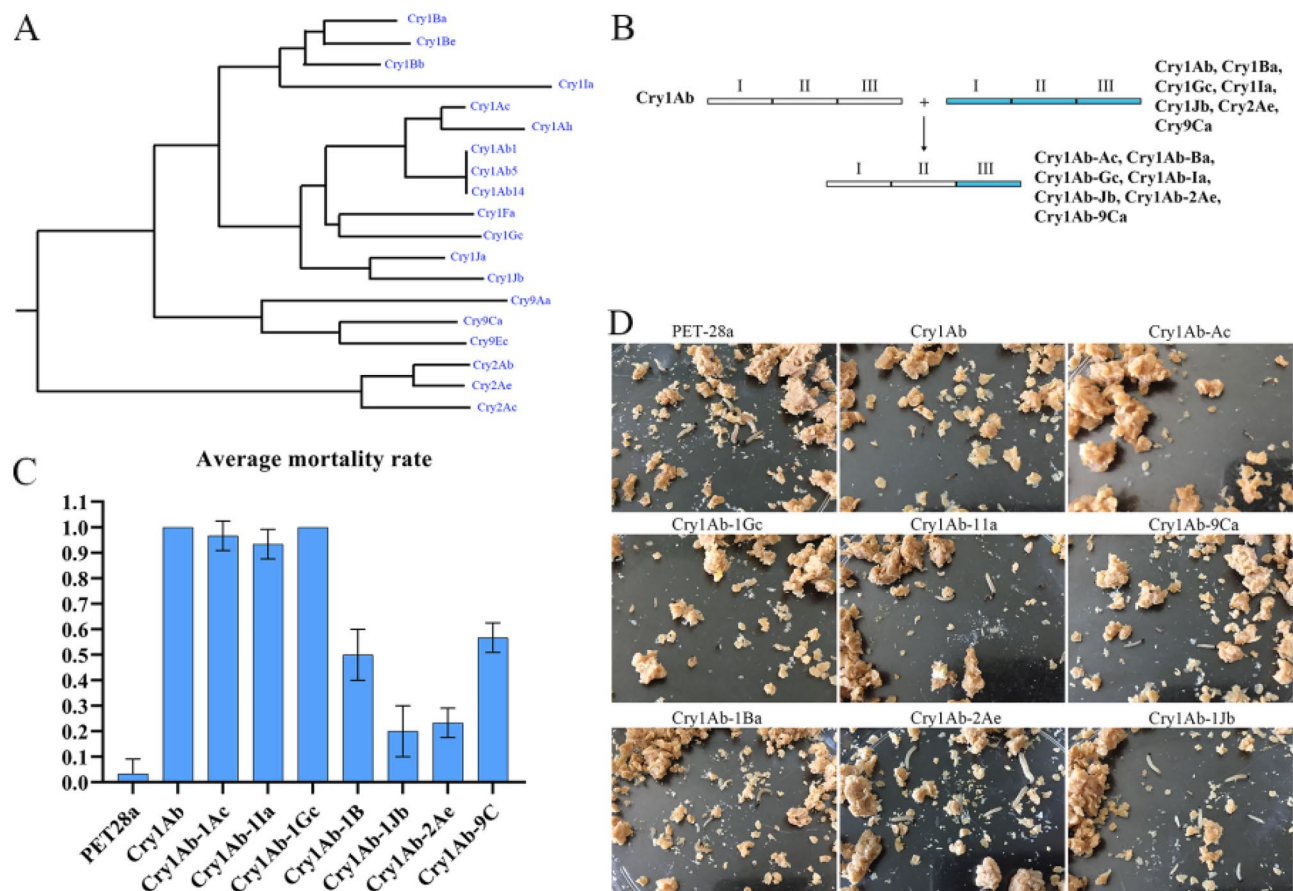 A
Cry1Ba
Cry1Be
Cry1Bb
Cry1Ia
Cry1Ac
Cry1Ah
Cry1Ab1
Cry1Ab5
Cry1Ab14
Cry1Fa
Cry1Gc
Cry1Ja
Cry1Jb
Cry9Aa
Cry9Ca
Cry9Ec
Cry2Ab
Cry2Ae
Cry2Ac
B
Cry1Ab
I II III
+
I II III
Cry1Ab, Cry1Ba,
Cry1Gc, Cry1Ia,
Cry1Jb, Cry2Ae,
Cry9Ca
I II III
Cry1Ab-Ac, Cry1Ab-Ba,
Cry1Ab-Gc, Cry1Ab-Ia,
Cry1Ab-Jb, Cry1Ab-2Ae,
Cry1Ab-9Ca
C
Average mortality rate
1.1
1.0
0.9
0.8
0.7
0.6
0.5
0.4
0.3
0.2
0.1
0.0
PET28a
Cry1Ab
Cry1Ab-1Ac
Cry1Ab-1Ia
Cry1Ab-1Gc
Cry1Ab-1B
Cry1Ab-1Jb
Cry1Ab-2Ae
Cry1Ab-9C
D
PET-28a Cry1Ab Cry1Ab-Ac
Cry1Ab-1Gc Cry1Ab-11a Cry1Ab-9Ca
Cry1Ab-1Ba Cry1Ab-2Ae Cry1Ab-1Jb